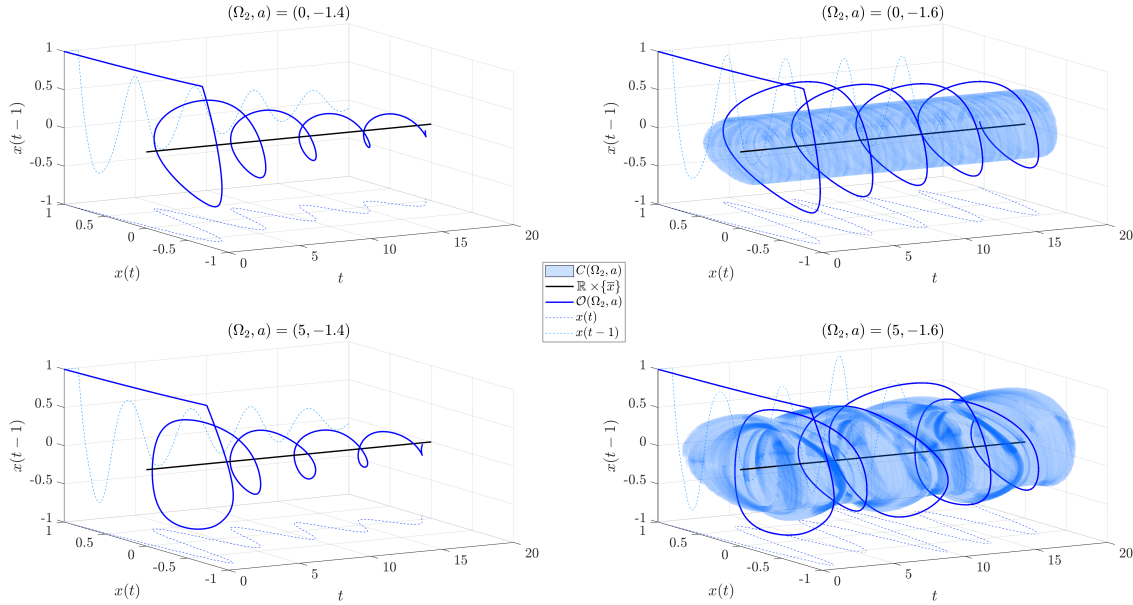 (Ω₂, a) = (0, −1.4)
1
0.5
0
-0.5
-1
x(t − 1)
1
0.5
0
-0.5
-1
x(t)
0
5
10
15
20
t
(Ω₂, a) = (0, −1.6)
1
0.5
0
-0.5
-1
x(t − 1)
1
0.5
0
-0.5
-1
x(t)
0
5
10
15
20
t
C(Ω₂, a)
ℝ × {x̄}
𝒪(Ω₂, a)
x(t)
x(t − 1)
(Ω₂, a) = (5, −1.4)
1
0.5
0
-0.5
-1
x(t − 1)
1
0.5
0
-0.5
-1
x(t)
0
5
10
15
20
t
(Ω₂, a) = (5, −1.6)
1
0.5
0
-0.5
-1
x(t − 1)
1
0.5
0
-0.5
-1
x(t)
0
5
10
15
20
t